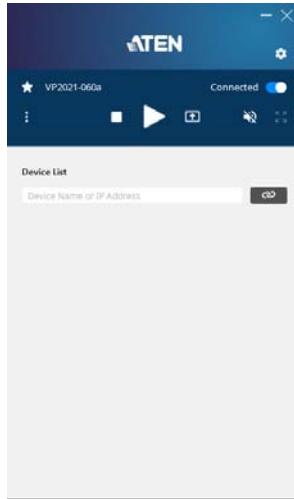 ATEN
VP2021-060a Connected
Device List
Device Name or IP Address